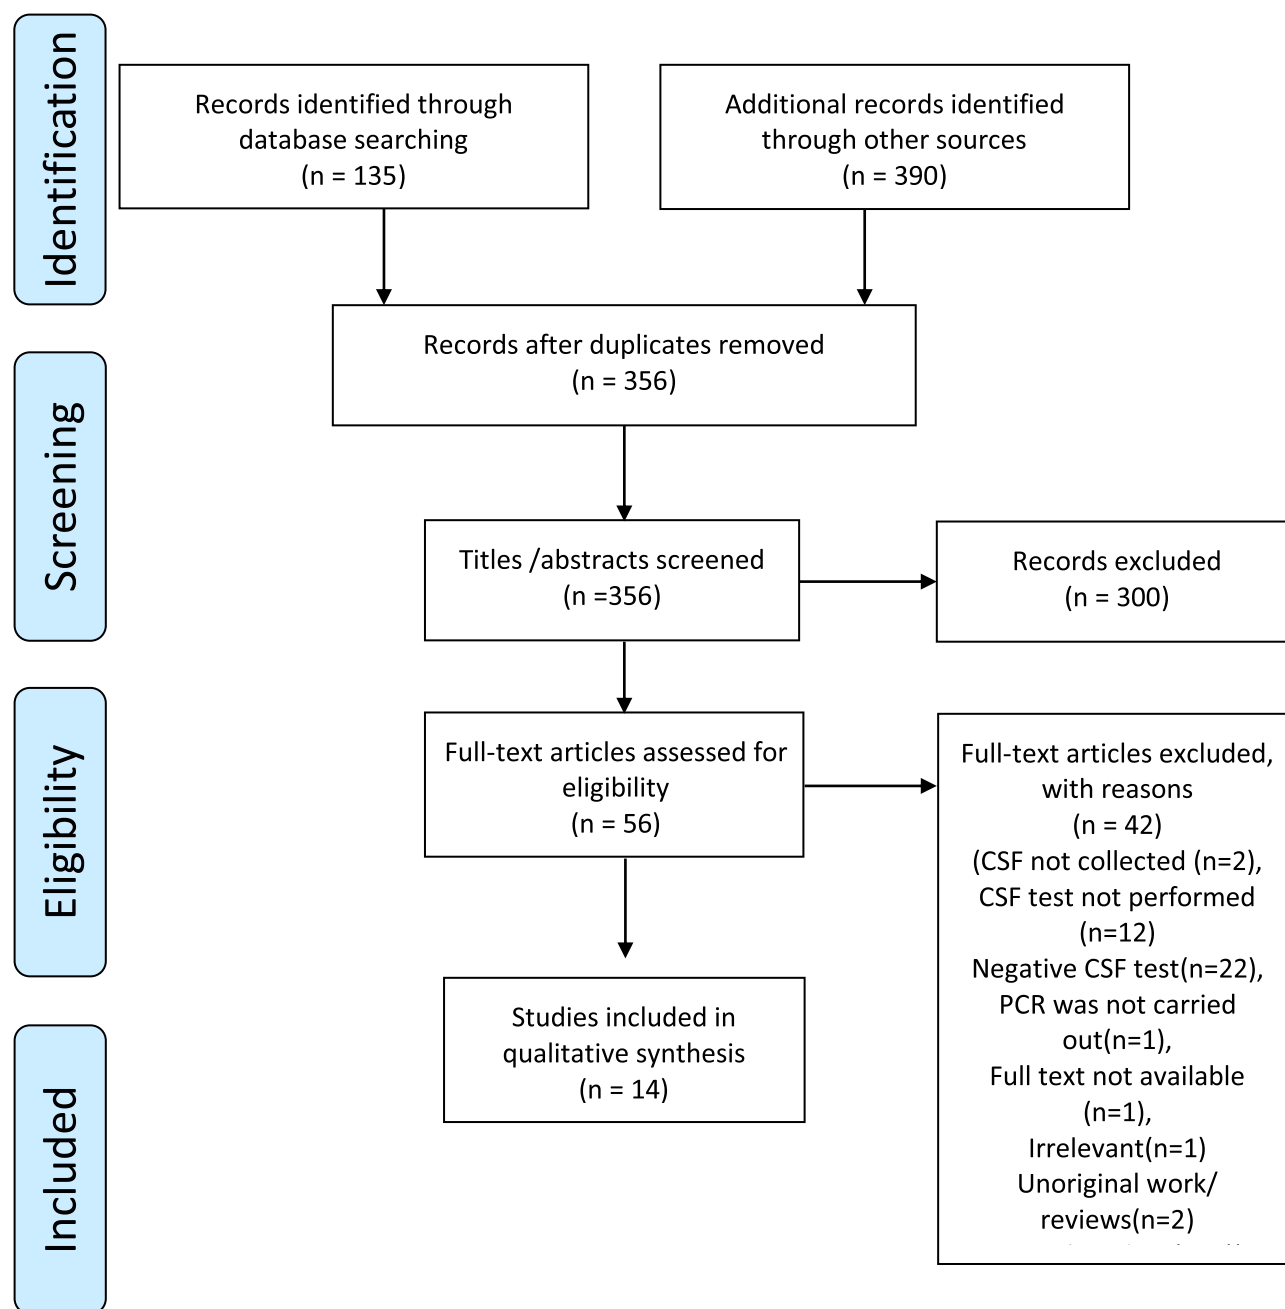 Identification
Records identified through
database searching
(n = 135)
Additional records identified
through other sources
(n = 390)
Records after duplicates removed
(n = 356)
Screening
Titles /abstracts screened
(n =356)
Records excluded
(n = 300)
Eligibility
Full-text articles assessed for
eligibility
(n = 56)
Full-text articles excluded,
with reasons
(n = 42)
(CSF not collected (n=2),
CSF test not performed
(n=12)
Negative CSF test(n=22),
PCR was not carried
out(n=1),
Full text not available
(n=1),
Irrelevant(n=1)
Unoriginal work/
reviews(n=2)
Included
Studies included in
qualitative synthesis
(n = 14)